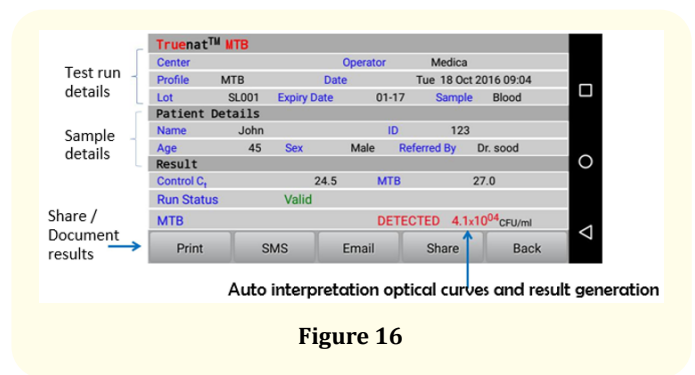 Truenat™ MTB
Center Operator Medica
Profile MTB Date Tue 18 Oct 2016 09:04
Lot SL001 Expiry Date 01-17 Sample Blood
Patient Details
Name John ID 123
Age 45 Sex Male Referred By Dr. sood
Result
Control Ct 24.5 MTB 27.0
Run Status Valid
MTB DETECTED 4.1x10⁰⁴CFU/ml
Print SMS Email Share Back
Test run
details
Sample
details
Share /
Document
results
Auto interpretation optical curves and result generation
Figure 16